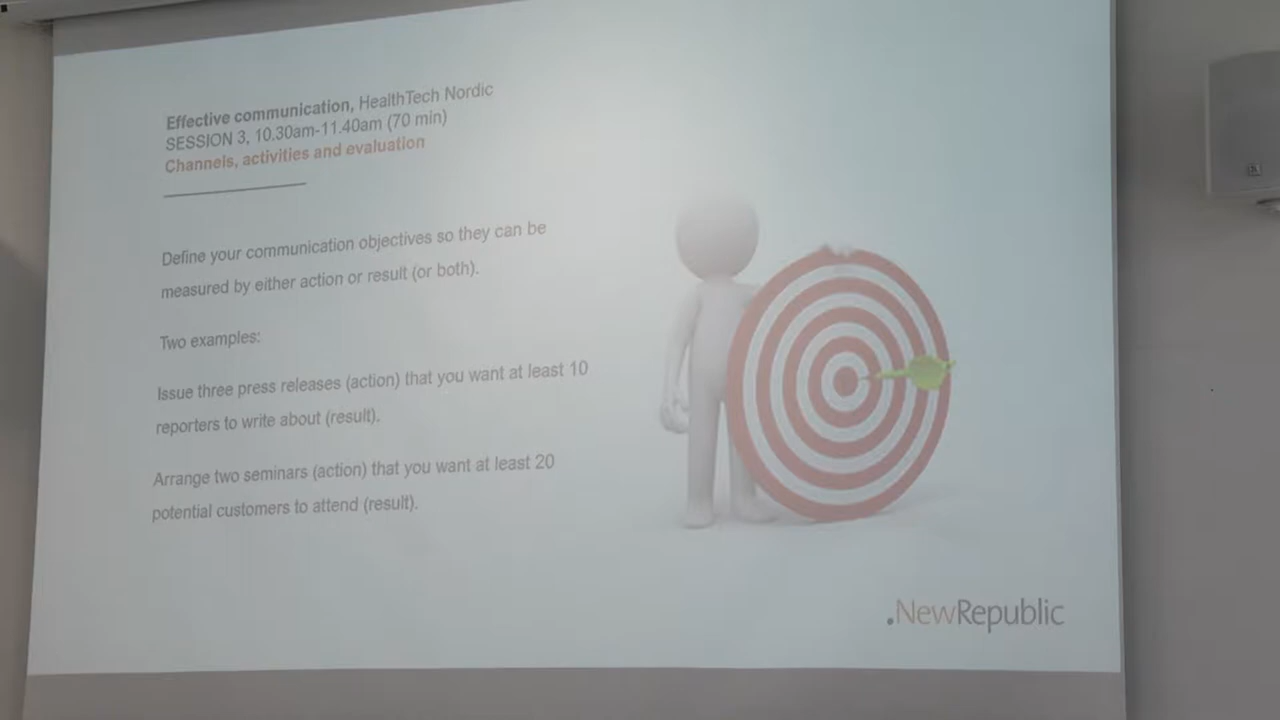 Effective communication, HealthTech Nordic
SESSION 3, 10.30am-11.40am (70 min)
Channels, activities and evaluation
Define your communication objectives so they can be
measured by either action or result (or both).
Two examples:
Issue three press releases (action) that you want at least 10
reporters to write about (result).
Arrange two seminars (action) that you want at least 20
potential customers to attend (result).
.NewRepublic